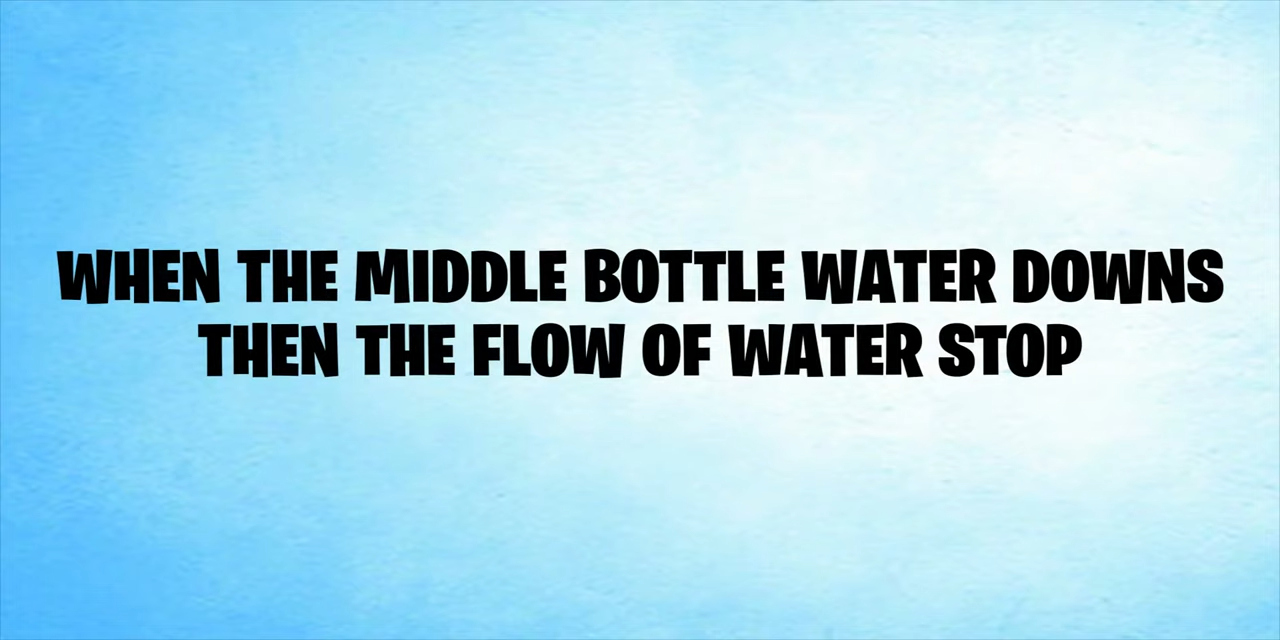 WHEN THE MIDDLE BOTTLE WATER DOWNS
THEN THE FLOW OF WATER STOP